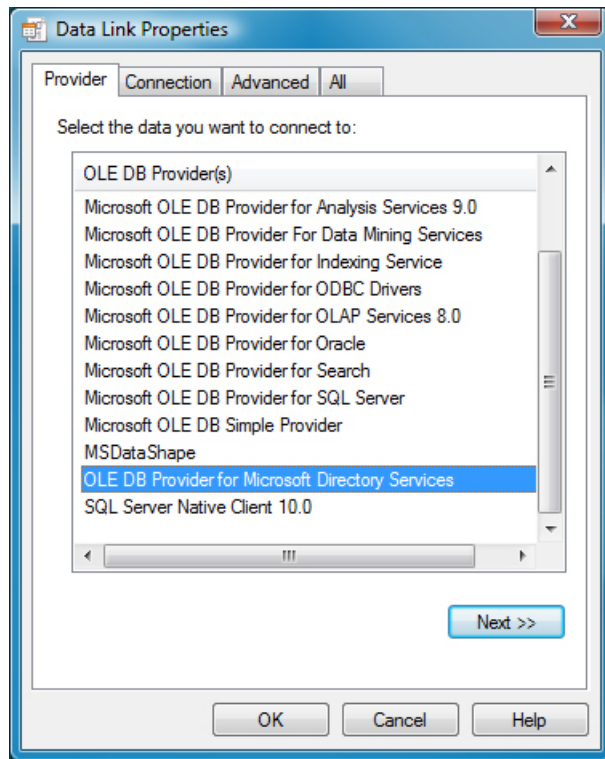 Data Link Properties
Provider Connection Advanced All
Select the data you want to connect to:
OLE DB Provider(s)
Microsoft OLE DB Provider for Analysis Services 9.0
Microsoft OLE DB Provider For Data Mining Services
Microsoft OLE DB Provider for Indexing Service
Microsoft OLE DB Provider for ODBC Drivers
Microsoft OLE DB Provider for OLAP Services 8.0
Microsoft OLE DB Provider for Oracle
Microsoft OLE DB Provider for Search
Microsoft OLE DB Provider for SQL Server
Microsoft OLE DB Simple Provider
MSDataShape
OLE DB Provider for Microsoft Directory Services
SQL Server Native Client 10.0
Next >>
OK Cancel Help